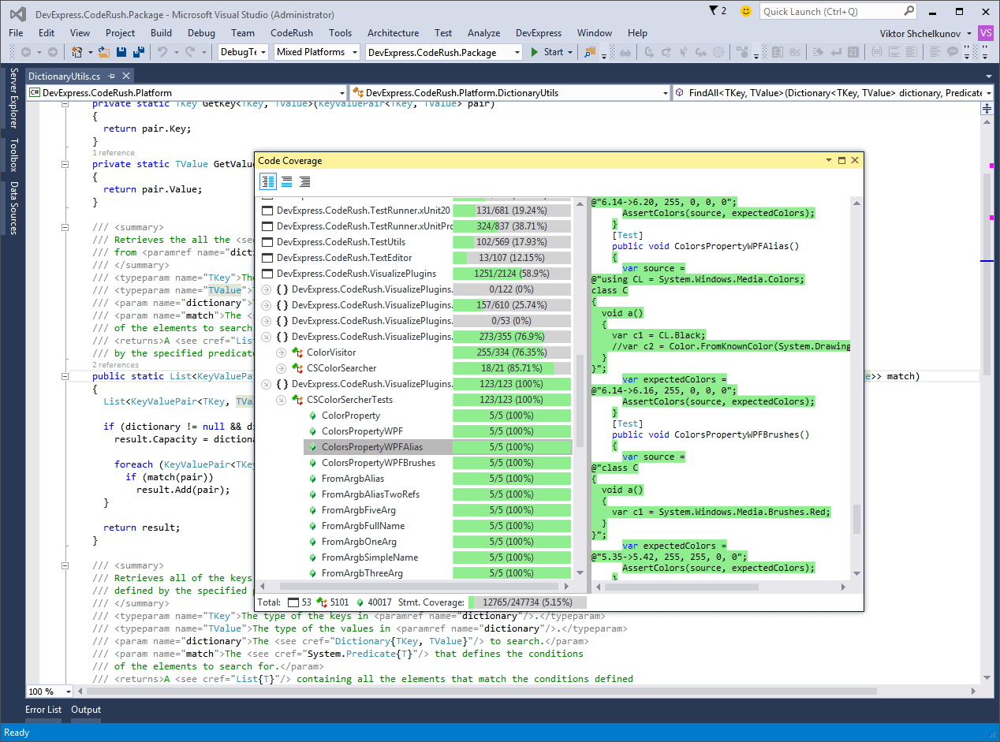 DevExpress.CodeRush.Package - Microsoft Visual Studio (Administrator)
2
Quick Launch (Ctrl+Q)
File Edit View Project Build Debug Team CodeRush Tools Architecture Test Analyze DevExpress Window Help
Viktor Shchelkunov
VS
DebugTe
Mixed Platforms
DevExpress.CodeRush.Package
Start
Server Explorer
Toolbox
Data Sources
DictionaryUtils.cs
DevExpress.CodeRush.Platform
DevExpress.CodeRush.Platform.DictionaryUtils
FindAll<TKey, TValue>(Dictionary<TKey, TValue> dictionary, Predicate
private static TKey GetKey<TKey, TValue>(KeyValuePair<TKey, TValue> pair)
{
return pair.Key;
}
1 reference
private static TValue GetValue
{
return pair.Value;
}
/// <summary>
/// Retrieves the all the <see
/// from <paramref name="dict
/// </summary>
/// <typeparam name="TKey">The
/// <typeparam name="TValue">
/// <param name="dictionary">
/// <param name="match">The <
/// of the elements to search
/// <returns>A <see cref="List
/// by the specified predicate
2 references
public static List<KeyValuePa
e>> match)
{
List<KeyValuePair<TKey, TVa
if (dictionary != null && d
result.Capacity = diction
foreach (KeyValuePair<TKey
if (match(pair))
result.Add(pair);
}
return result;
}
/// <summary>
/// Retrieves all of the keys
/// defined by the specified
/// </summary>
/// <typeparam name="TKey">The type of the keys in <paramref name="dictionary"/>.</typeparam>
/// <typeparam name="TValue">The type of the values in <paramref name="dictionary"/>.</typeparam>
/// <param name="dictionary">The <see cref="Dictionary{TKey, TValue}"/> to search.</param>
/// <param name="match">The <see cref="System.Predicate{T}"/> that defines the conditions
/// of the elements to search for.</param>
/// <returns>A <see cref="List{T}"/> containing all the elements that match the conditions defined
Code Coverage
DevExpress.CodeRush.TestRunner.xUnit20 131/681 (19.24%)
DevExpress.CodeRush.TestRunner.xUnitPro 324/837 (38.71%)
DevExpress.CodeRush.TestUtils 102/569 (17.93%)
DevExpress.CodeRush.TextEditor 13/107 (12.15%)
DevExpress.CodeRush.VisualizePlugins 1251/2124 (58.9%)
{ } DevExpress.CodeRush.VisualizePlugins. 0/122 (0%)
{ } DevExpress.CodeRush.VisualizePlugins. 157/610 (25.74%)
{ } DevExpress.CodeRush.VisualizePlugins. 0/53 (0%)
{ } DevExpress.CodeRush.VisualizePlugins. 273/355 (76.9%)
ColorVisitor 255/334 (76.35%)
CSColorSearcher 18/21 (85.71%)
{ } DevExpress.CodeRush.VisualizePlugins. 123/123 (100%)
CSColorSercherTests 123/123 (100%)
ColorProperty 5/5 (100%)
ColorsPropertyWPF 5/5 (100%)
ColorsPropertyWPFAlias 5/5 (100%)
ColorsPropertyWPFBrushes 5/5 (100%)
FromArgbAlias 5/5 (100%)
FromArgbAliasTwoRefs 5/5 (100%)
FromArgbFiveArg 5/5 (100%)
FromArgbFullName 5/5 (100%)
FromArgbOneArg 5/5 (100%)
FromArgbSimpleName 5/5 (100%)
FromArgbThreeArg 5/5 (100%)
@"6.14->6.20, 255, 0, 0, 0";
AssertColors(source, expectedColors);
}
[Test]
public void ColorsPropertyWPFAlias()
{
var source =
@"using CL = System.Windows.Media.Colors;
class C
{
void a()
{
var c1 = CL.Black;
//var c2 = Color.FromKnownColor(System.Drawing
}
}";
var expectedColors =
@"6.14->6.16, 255, 0, 0, 0";
AssertColors(source, expectedColors);
}
[Test]
public void ColorsPropertyWPFBrushes()
{
var source =
@"class C
{
void a()
{
var c1 = System.Windows.Media.Brushes.Red;
}
}";
var expectedColors =
@"5.35->5.42, 255, 255, 0, 0";
AssertColors(source, expectedColors);
}
Total: 53 5101 40017 Stmt. Coverage: 12765/247734 (5.15%)
100 %
Error List Output
Ready